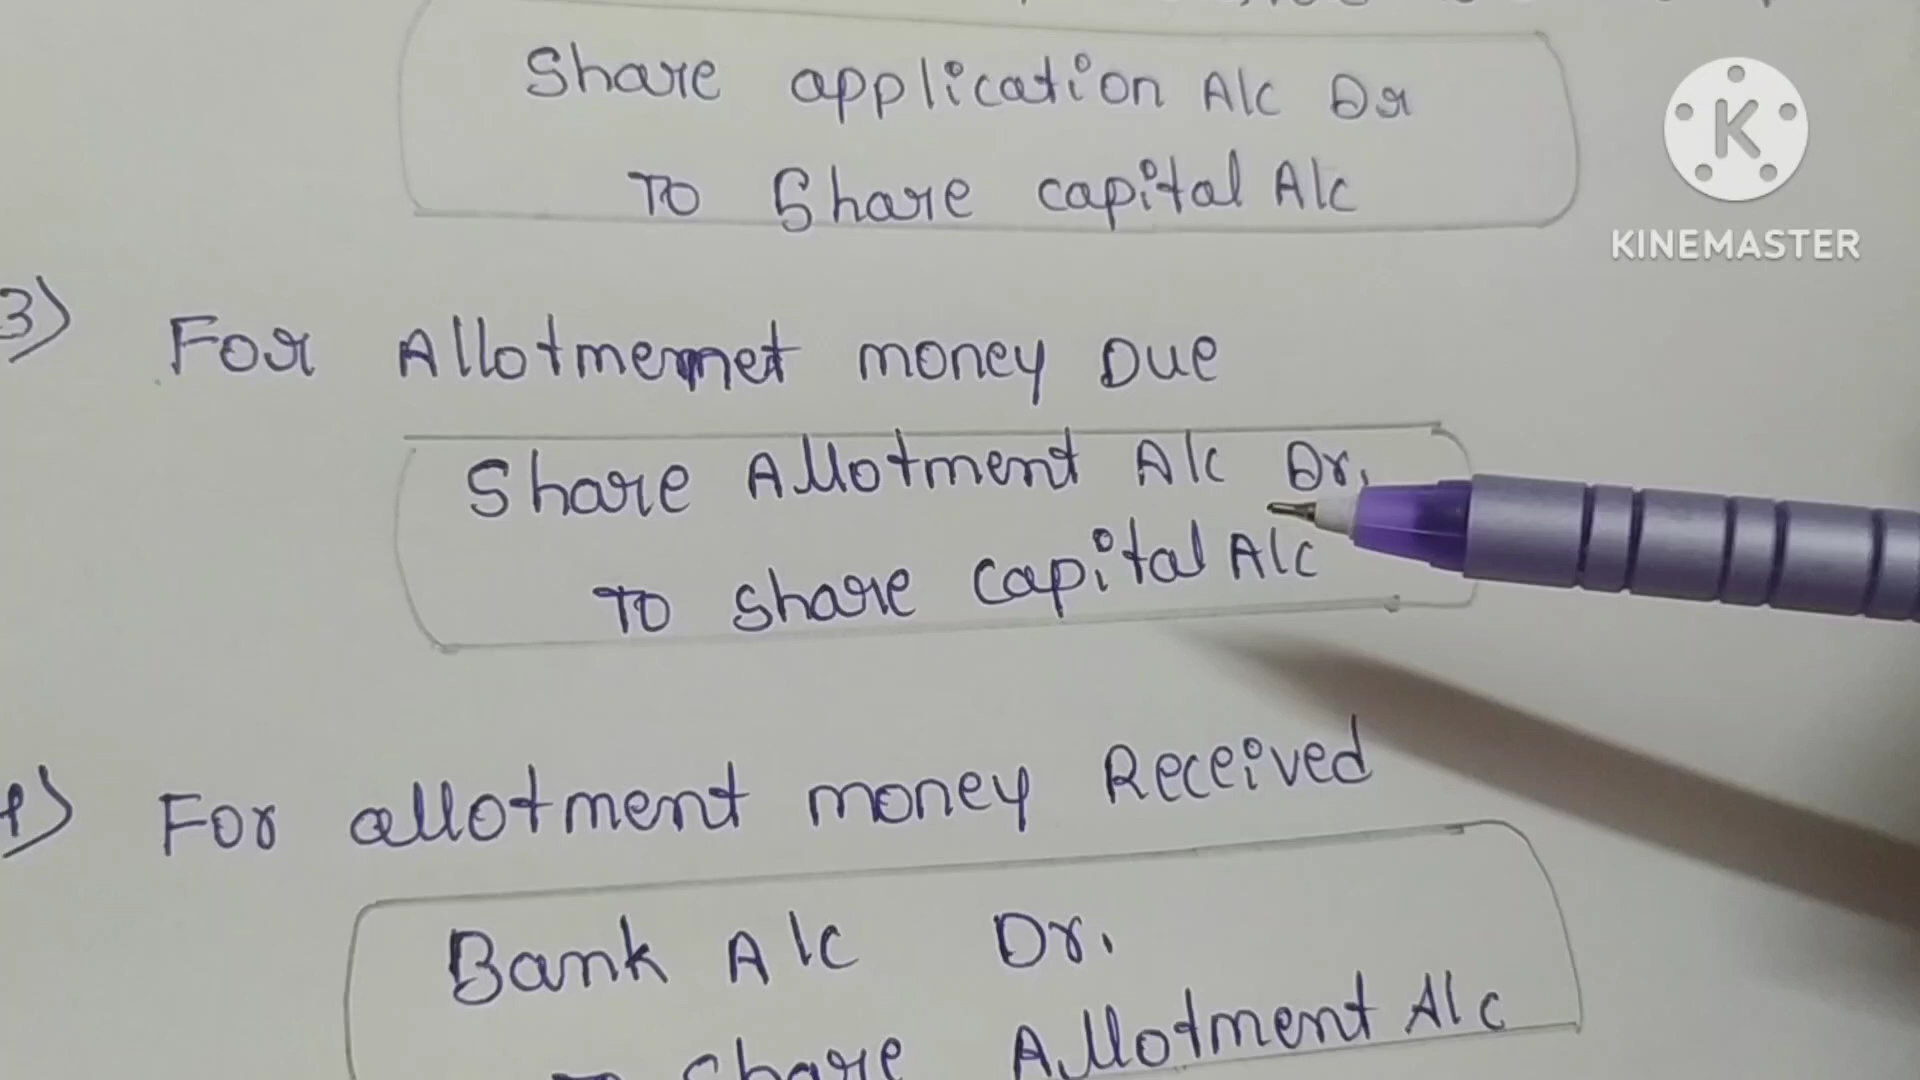 Share application A/c Dr
To Share capital A/c
KINEMASTER
3) For Allotmemet money Due
Share Allotment A/c Dr.
To share capital A/c
For allotment money Received
Bank A/c Dr.
share Allotment A/c